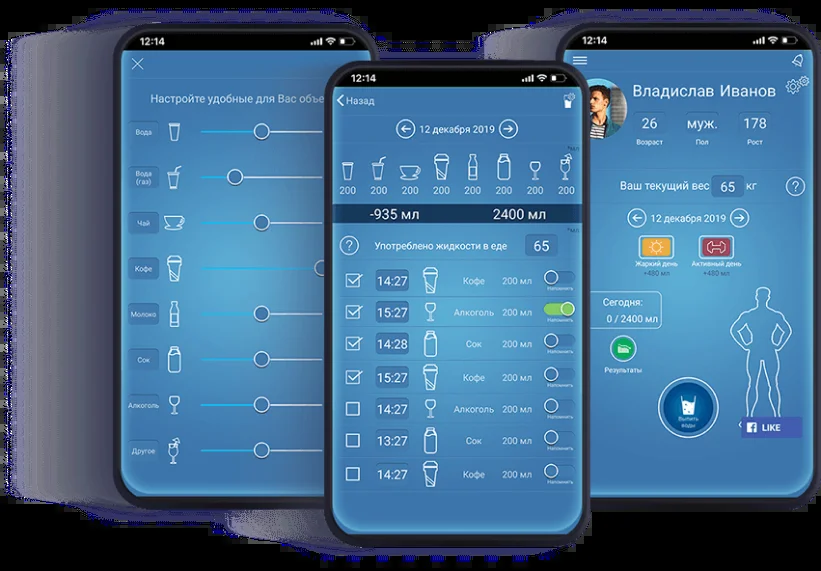 12:14
Настройте удобные для Вас объе
Вода
Вода
(газ)
Чай
Кофе
Молоко
Сок
Алкоголь
Другое
12:14
Назад
12 декабря 2019
*мл
200 200 200 200 200 200 200 200
-935 мл 2400 мл
*мл
Употреблено жидкости в еде 65
14:27 Кофе 200 мл
Напомнить
15:27 Алкоголь 200 мл
Напомнить
14:28 Сок 200 мл
Напомнить
15:27 Кофе 200 мл
Напомнить
14:27 Алкоголь 200 мл
Напомнить
13:27 Сок 200 мл
Напомнить
14:27 Кофе 200 мл
Напомнить
12:14
Владислав Иванов
26 муж. 178
Возраст Пол Рост
Ваш текущий вес 65 кг ?
12 декабря 2019
Жаркий день Активный день
+480 мл +480 мл
Сегодня:
0 / 2400 мл
Результаты
Выпить
воды
LIKE